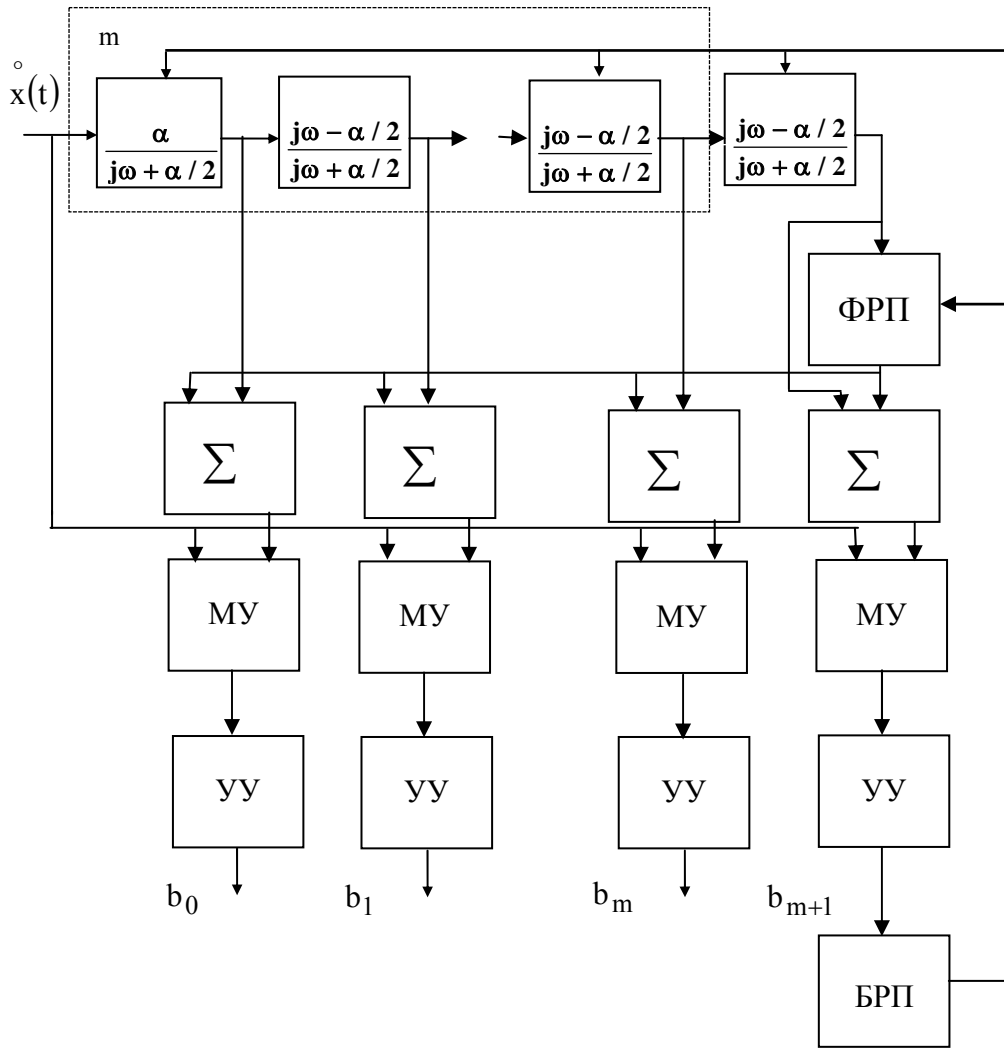 m
x̊(t)
α / (jω + α / 2)
(jω - α / 2) / (jω + α / 2)
(jω - α / 2) / (jω + α / 2)
(jω - α / 2) / (jω + α / 2)
ФРП
Σ Σ Σ Σ
МУ МУ МУ МУ
УУ УУ УУ УУ
b₀ b₁ bₘ bₘ₊₁
БРП